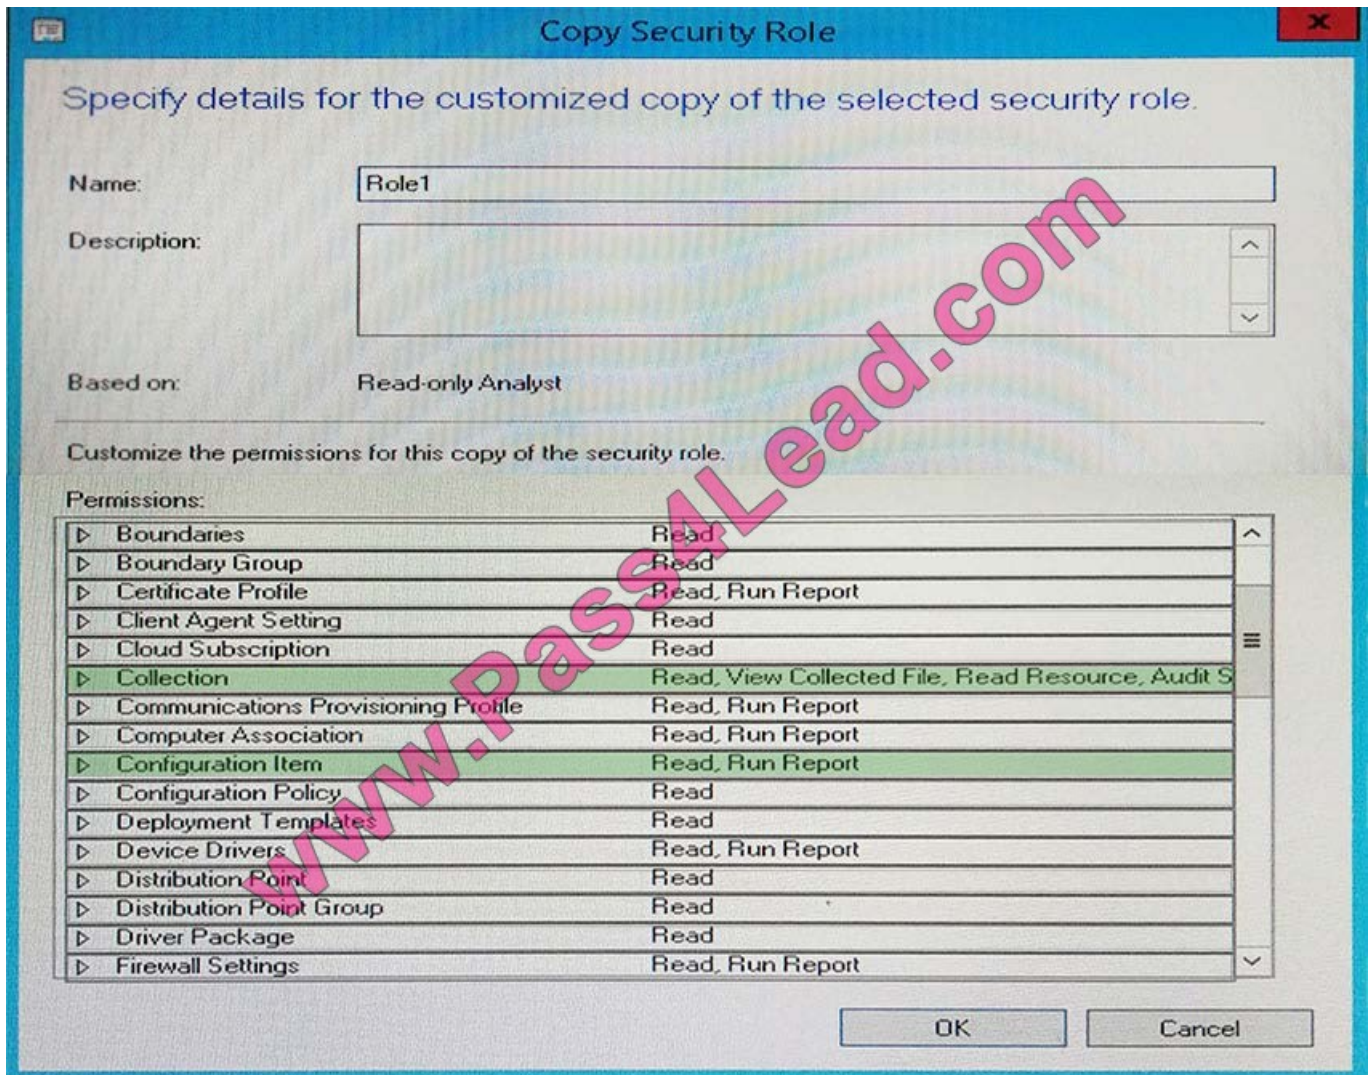 Copy Security Role
x
Specify details for the customized copy of the selected security role.
Name:
Role1
Description:
Based on:
Read-only Analyst
Customize the permissions for this copy of the security role.
Permissions:
Boundaries Read
Boundary Group Read
Certificate Profile Read, Run Report
Client Agent Setting Read
Cloud Subscription Read
Collection Read, View Collected File, Read Resource, Audit S
Communications Provisioning Profile Read, Run Report
Computer Association Read, Run Report
Configuration Item Read, Run Report
Configuration Policy Read
Deployment Templates Read
Device Drivers Read, Run Report
Distribution Point Read
Distribution Point Group Read
Driver Package Read
Firewall Settings Read, Run Report
OK
Cancel
www.Pass4Lead.com